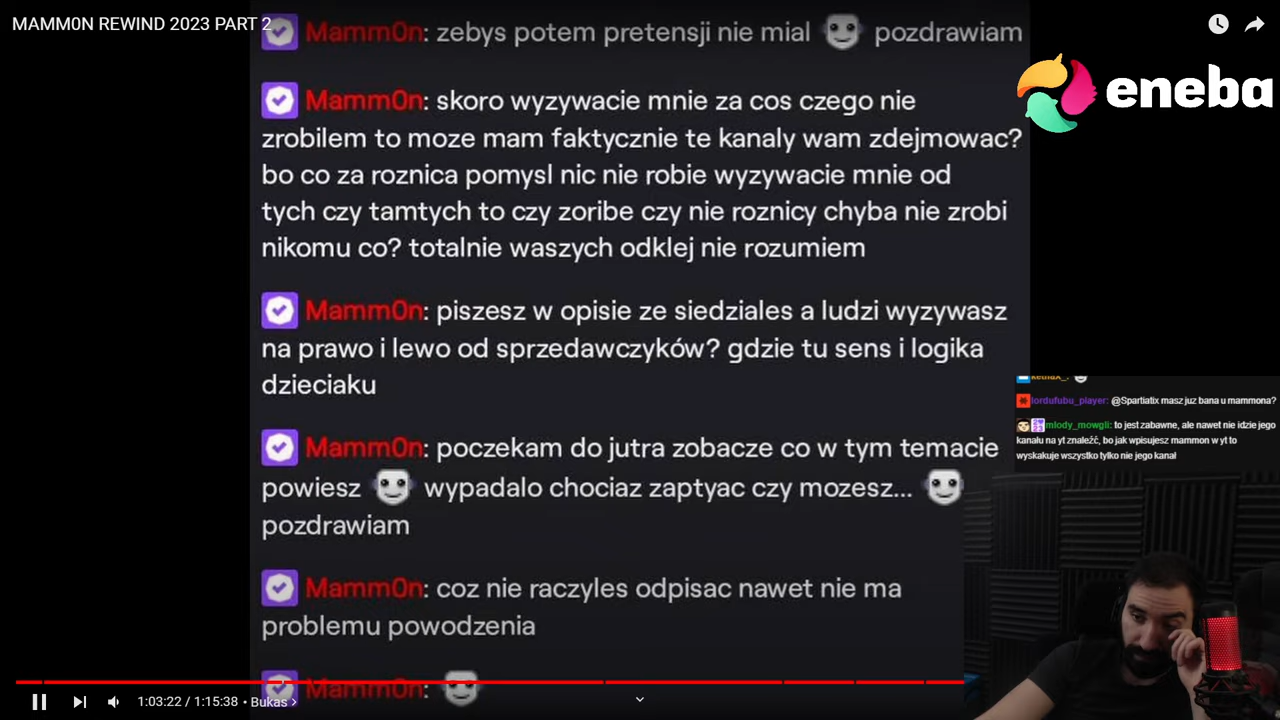 MAMM0N REWIND 2023 PART 2
Mamm0n: zebys potem pretensji nie mial pozdrawiam
eneba
Mamm0n: skoro wyzywacie mnie za cos czego nie
zrobilem to moze mam faktycznie te kanaly wam zdejmowac?
bo co za roznica pomysl nic nie robie wyzywacie mnie od
tych czy tamtych to czy zoribe czy nie roznicy chyba nie zrobi
nikomu co? totalnie waszych odklej nie rozumiem
Mamm0n: piszesz w opisie ze siedziales a ludzi wyzywasz
na prawo i lewo od sprzedawczyków? gdzie tu sens i logika
dzieciaku
Mamm0n: poczekam do jutra zobacze co w tym temacie
powiesz wypadalo chociaz zaptyac czy mozesz...
pozdrawiam
Mamm0n: coz nie raczyles odpisac nawet nie ma
problemu powodzenia
Mamm0n:
lordufubu_player: @Spartiatix masz juz bana u mammona?
mlody_mowgli: to jest zabawne, ale nawet nie idzie jego
kanału na yt znaleźć, bo jak wpisujesz mammon w yt to
wyskakuje wszystko tylko nie jego kanał
1:03:22 / 1:15:38 • Bukas